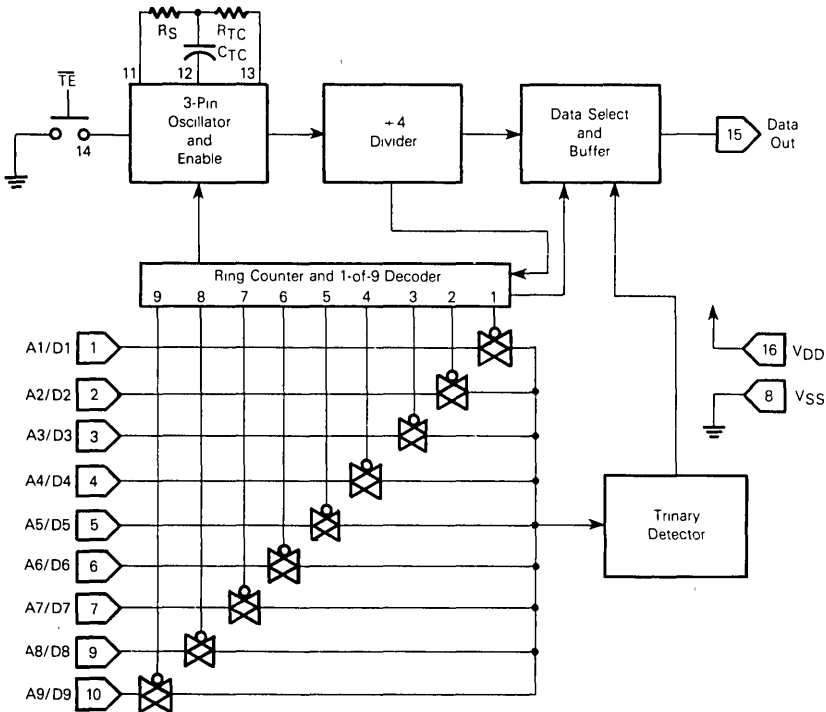 RS RTC
CTC
11 12 13
TE
14
3-Pin
Oscillator
and
Enable
÷4
Divider
Data Select
and
Buffer
15
Data
Out
Ring Counter and 1-of-9 Decoder
9 8 7 6 5 4 3 2 1
A1/D1 1
A2/D2 2
A3/D3 3
A4/D4 4
A5/D5 5
A6/D6 6
A7/D7 7
A8/D8 9
A9/D9 10
16 VDD
8 VSS
Trinary
Detector